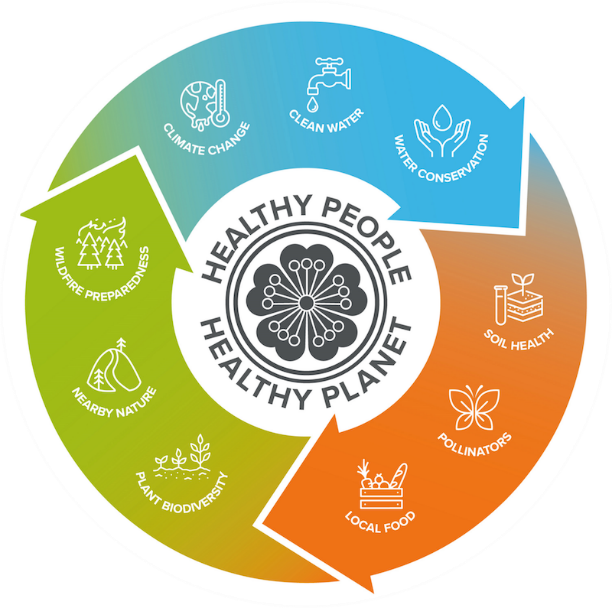 HEALTHY PEOPLE
HEALTHY PLANET
CLIMATE CHANGE
CLEAN WATER
WATER CONSERVATION
SOIL HEALTH
POLLINATORS
LOCAL FOOD
PLANT BIODIVERSITY
NEARBY NATURE
WILDFIRE PREPAREDNESS